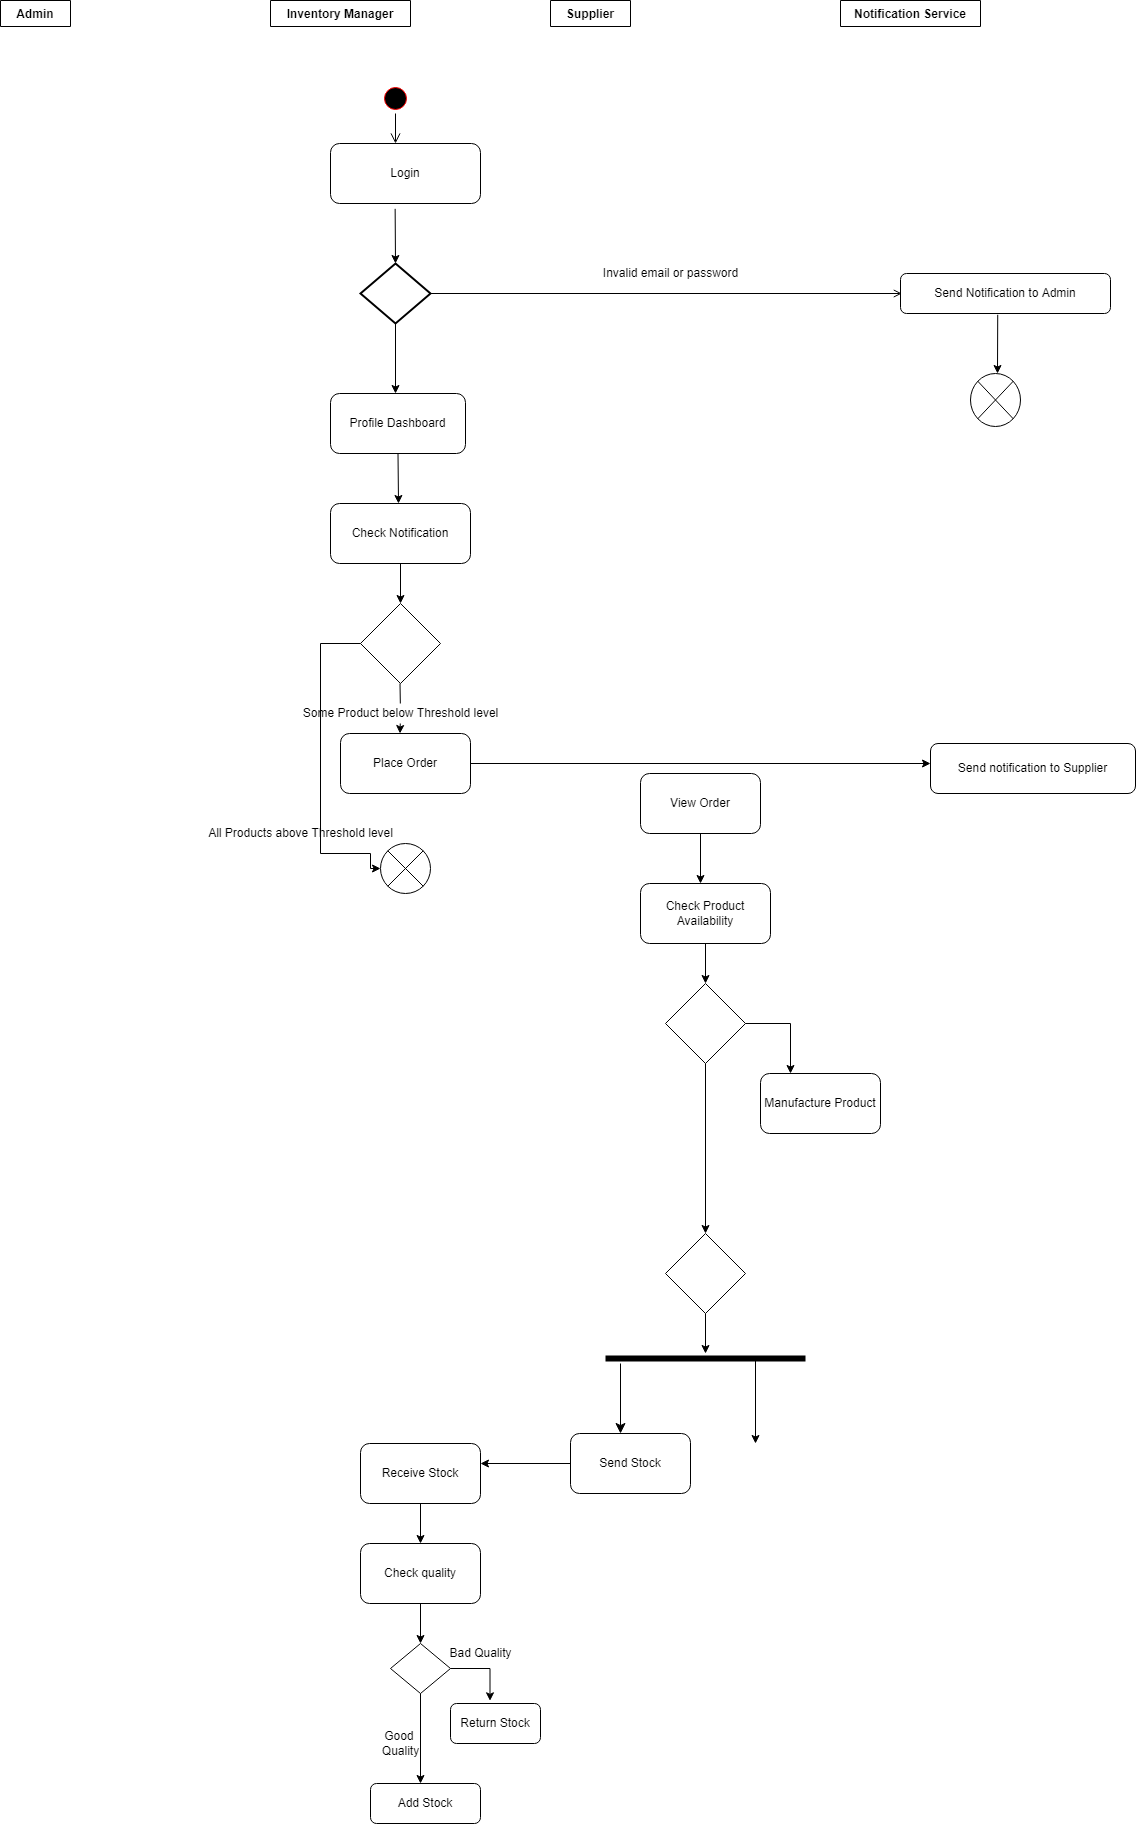 Admin
Inventory Manager
Supplier
Notification Service
Login
Invalid email or password
Send Notification to Admin
Profile Dashboard
Check Notification
Some Product below Threshold level
Place Order
Send notification to Supplier
View Order
All Products above Threshold level
Check Product
Availability
Manufacture Product
Send Stock
Receive Stock
Check quality
Bad Quality
Return Stock
Good
Quality
Add Stock